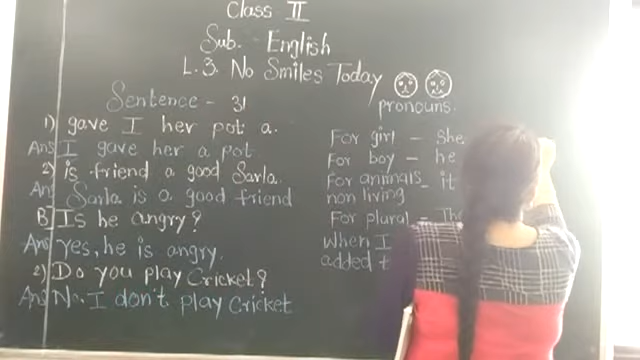 Class II
Sub. English
L.3. No Smiles Today
Sentence - 31
1) gave I her pot a.
Ans I gave her a pot.
2) is friend a good Sarla.
Ans Sarla is a good friend
B) Is he angry?
Ans yes, he is angry.
2) Do you play Cricket?
Ans No. I don't play Cricket
pronouns.
For girl - She
For boy - he
For animals - it
non living
For plural - Th
When I
added t